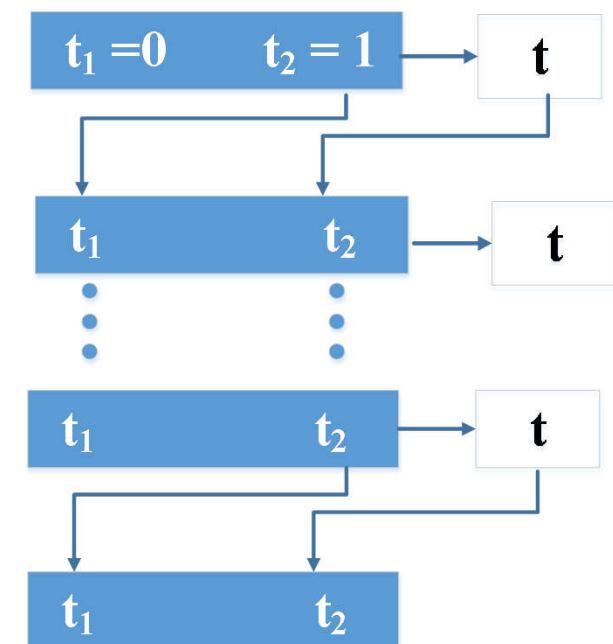 t₁ =0 t₂ = 1 t
t₁ t₂ t
t₁ t₂ t
t₁ t₂